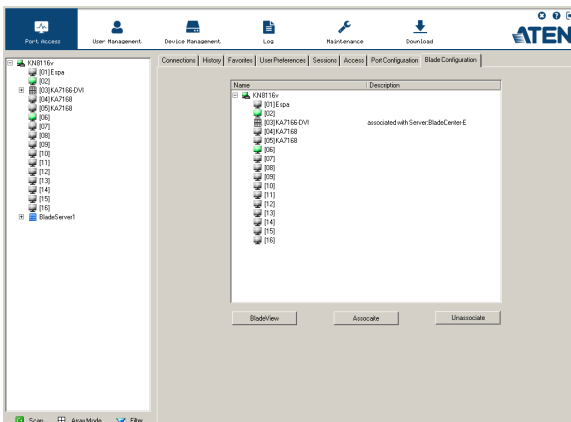 Port Access
User Management
Device Management
Log
Maintenance
Download
ATEN
Connections
History
Favorites
User Preferences
Sessions
Access
Port Configuration
Blade Configuration
KN8116v
[01] Espa
[02]
[03] KA7166-DVI
[04] KA7168
[05] KA7168
[06]
[07]
[08]
[09]
[10]
[11]
[12]
[13]
[14]
[15]
[16]
BladeServer1
Name
Description
KN8116v
[01] Espa
[02]
[03] KA7166-DVI associated with Server:BladeCenter-E
[04] KA7168
[05] KA7168
[06]
[07]
[08]
[09]
[10]
[11]
[12]
[13]
[14]
[15]
[16]
BladeView
Assocaite
Unassociate
Scan
Array Mode
Filter